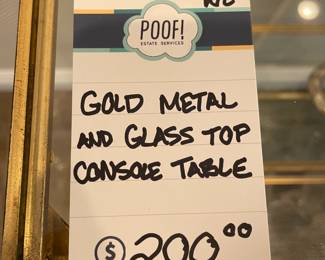 POOF!
ESTATE SERVICES
GOLD METAL
AND GLASS TOP
CONSOLE TABLE
$ 200⁰⁰